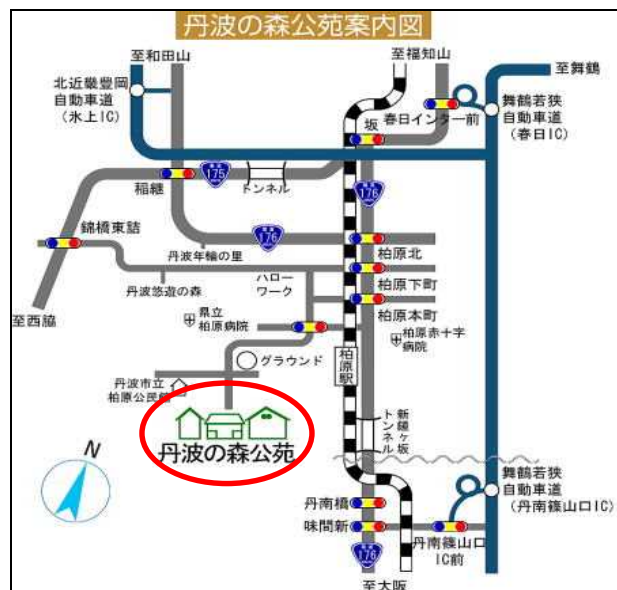 丹波の森公苑案内図
至和田山
至福知山
至舞鶴
北近畿豊岡
自動車道
（氷上IC）
坂
春日インター前
舞鶴若狭
自動車道
（春日IC）
稲継
175
トンネル
176
錦橋東詰
176
丹波年輪の里
柏原北
丹波悠遊の森
ハロー
ワーク
柏原下町
至西脇
県立
柏原病院
柏原本町
柏原赤十字
病院
グラウンド
柏原駅
丹波市立
柏原公民館
丹波の森公苑
新鐘ヶ坂
トンネル
N
舞鶴若狭
自動車道
（丹南篠山口IC）
丹南橋
味間新
丹南篠山口
IC前
176
至大阪